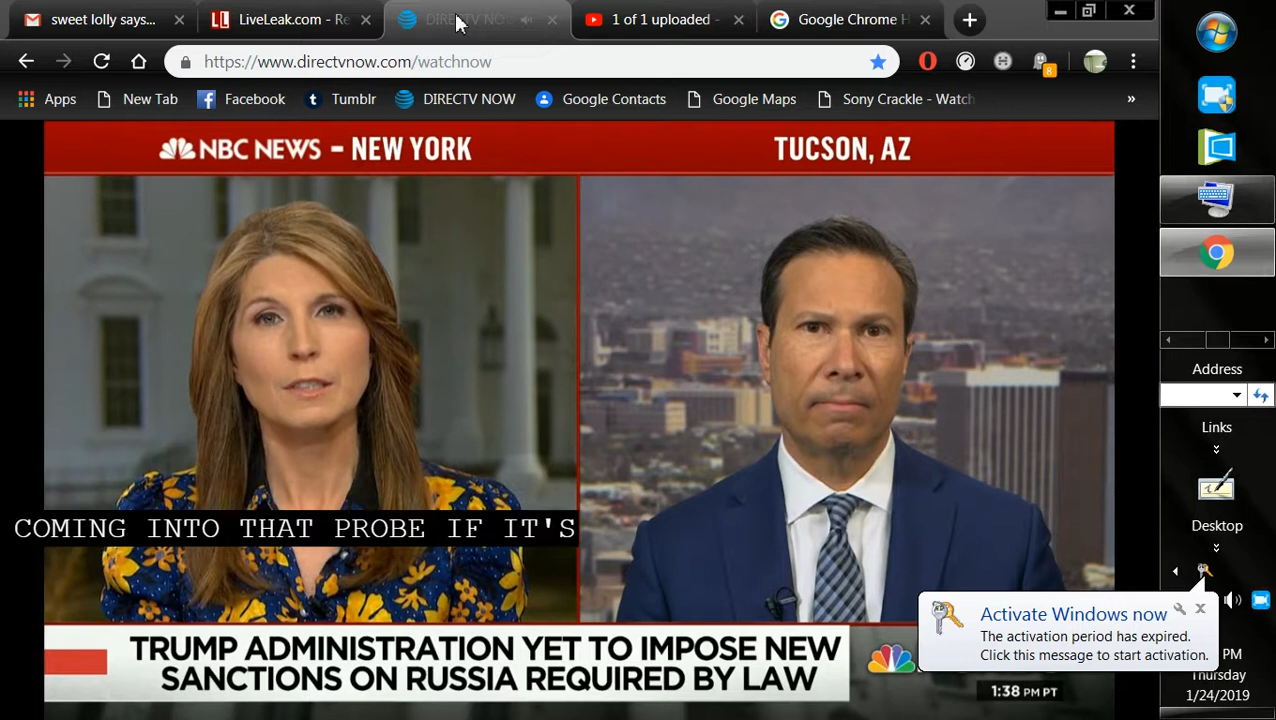 sweet lolly says...
LiveLeak.com - Re
DIRECTV NO
1 of 1 uploaded -
Google Chrome H
https://www.directvnow.com/watchnow
8
Apps
New Tab
Facebook
Tumblr
DIRECTV NOW
Google Contacts
Google Maps
Sony Crackle - Watch
»
NBC NEWS – NEW YORK
TUCSON, AZ
COMING INTO THAT PROBE IF IT'S
TRUMP ADMINISTRATION YET TO IMPOSE NEW
SANCTIONS ON RUSSIA REQUIRED BY LAW
1:38 PM PT
Address
Links
Desktop
Activate Windows now
The activation period has expired.
Click this message to start activation.
PM
Thursday
1/24/2019